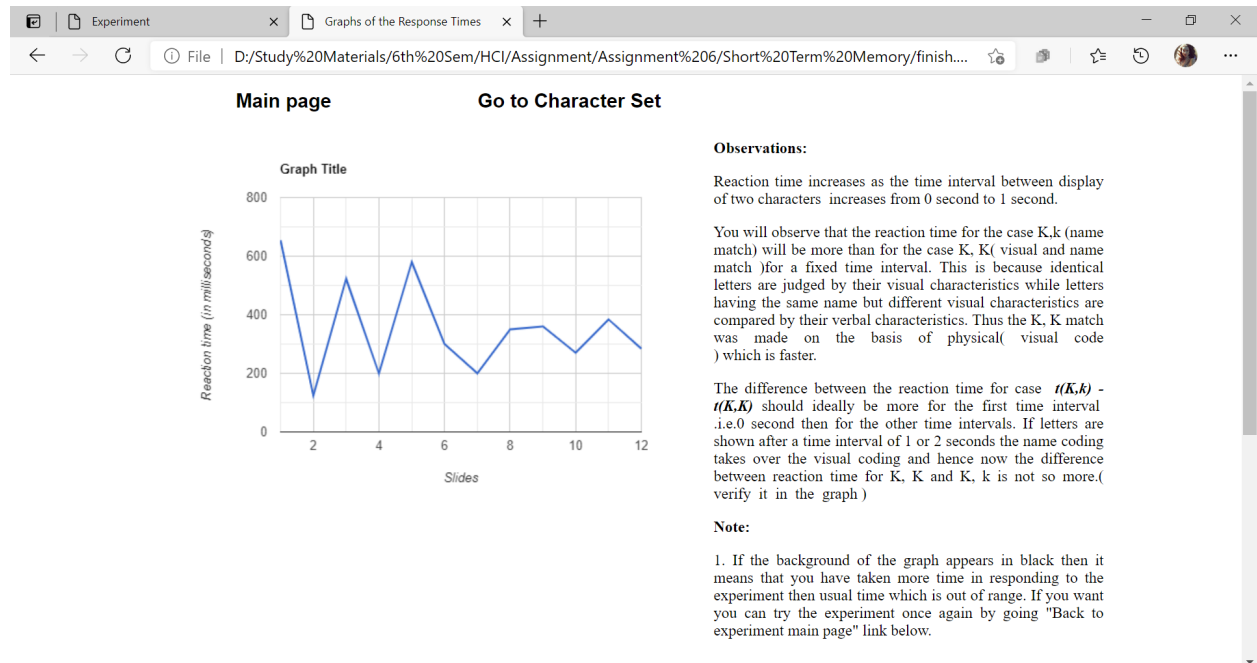 Experiment
Graphs of the Response Times
File | D:/Study%20Materials/6th%20Sem/HCI/Assignment/Assignment%206/Short%20Term%20Memory/finish....
Main page
Go to Character Set
Graph Title
800
600
400
200
0
Reaction time (in milliseconds)
2 4 6 8 10 12
Slides
Observations:
Reaction time increases as the time interval between display
of two characters increases from 0 second to 1 second.
You will observe that the reaction time for the case K,k (name
match) will be more than for the case K, K( visual and name
match )for a fixed time interval. This is because identical
letters are judged by their visual characteristics while letters
having the same name but different visual characteristics are
compared by their verbal characteristics. Thus the K, K match
was made on the basis of physical( visual code
) which is faster.
The difference between the reaction time for case t(K,k) -
t(K,K) should ideally be more for the first time interval
.i.e.0 second then for the other time intervals. If letters are
shown after a time interval of 1 or 2 seconds the name coding
takes over the visual coding and hence now the difference
between reaction time for K, K and K, k is not so more.(
verify it in the graph )
Note:
1. If the background of the graph appears in black then it
means that you have taken more time in responding to the
experiment then usual time which is out of range. If you want
you can try the experiment once again by going "Back to
experiment main page" link below.